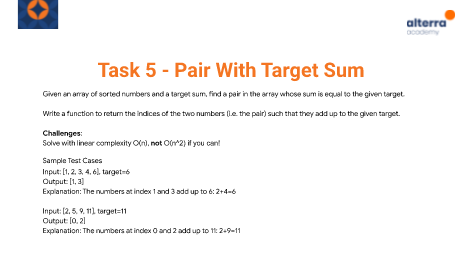 alterra
academy
Task 5 - Pair With Target Sum
Given an array of sorted numbers and a target sum, find a pair in the array whose sum is equal to the given target.
Write a function to return the indices of the two numbers (i.e. the pair) such that they add up to the given target.
Challenges:
Solve with linear complexity O(n), not O(n^2) if you can!
Sample Test Cases
Input: [1, 2, 3, 4, 6], target=6
Output: [1, 3]
Explanation: The numbers at index 1 and 3 add up to 6: 2+4=6
Input: [2, 5, 9, 11], target=11
Output: [0, 2]
Explanation: The numbers at index 0 and 2 add up to 11: 2+9=11